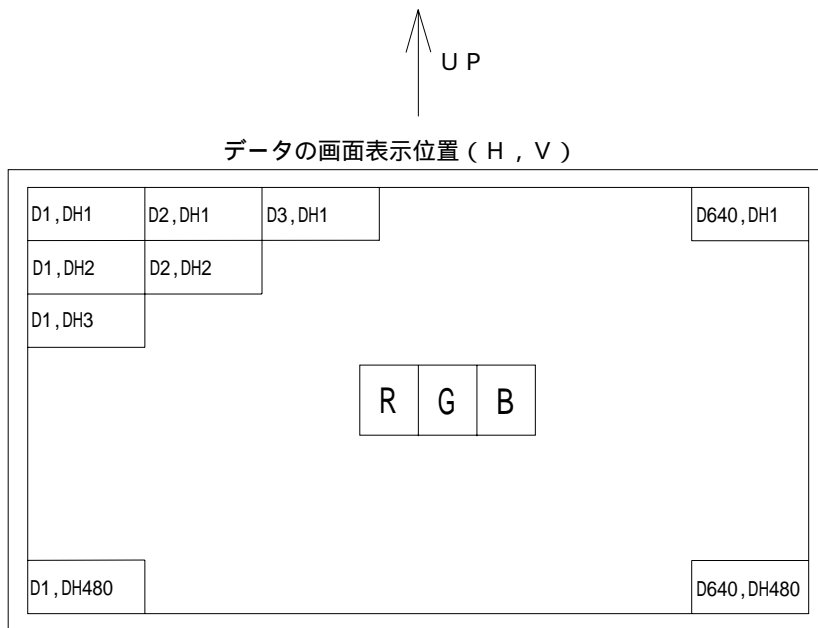 ＵＰ
データの画面表示位置（Ｈ，Ｖ）
D1,DH1 D2,DH1 D3,DH1 D640,DH1
D1,DH2 D2,DH2
D1,DH3
R G B
D1,DH480 D640,DH480